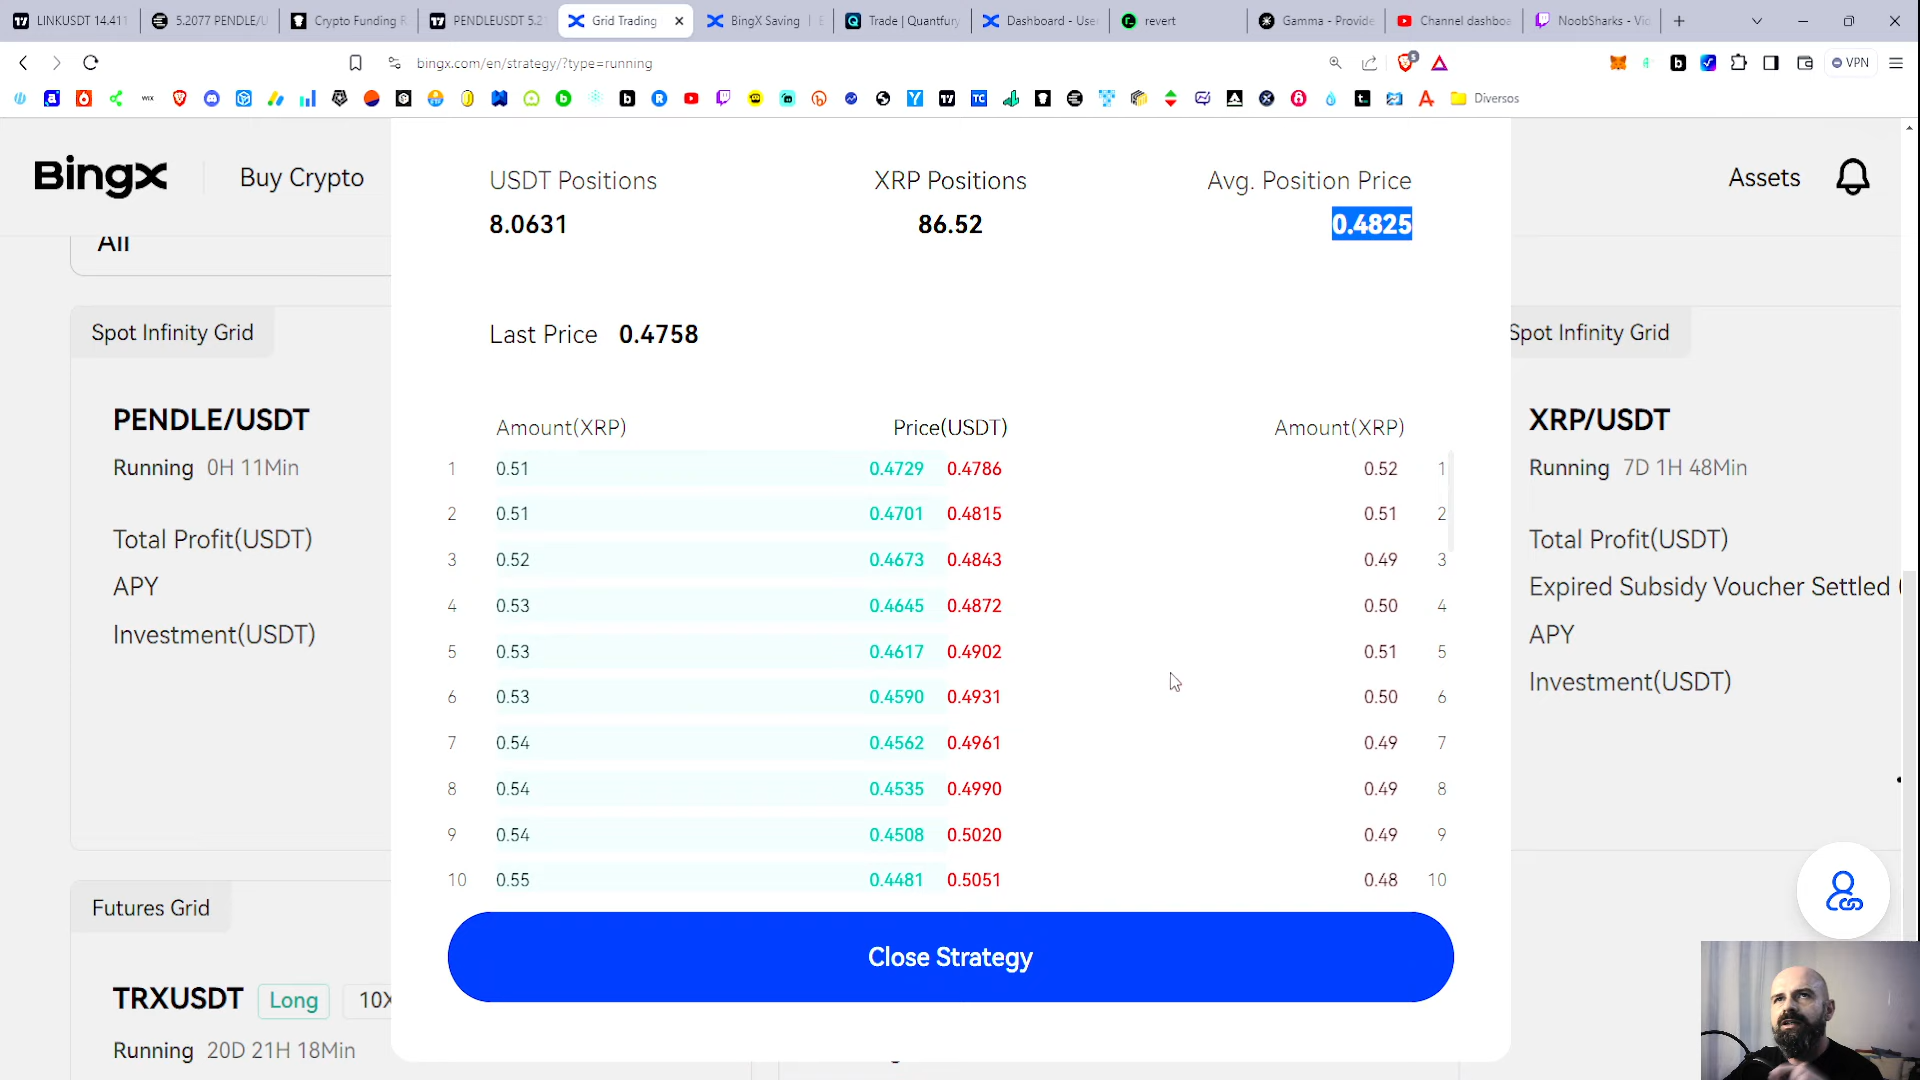 LINKUSDT 14.41
5.2077 PENDLE/U
Crypto Funding R
PENDLEUSDT 5.2
Grid Trading
BingX Saving
Trade | Quantfury
Dashboard - Use
revert
Gamma - Provide
Channel dashboa
NoobSharks - Vi
bingx.com/en/strategy/?type=running
VPN
Diversos
BingX
Buy Crypto
Assets
All
USDT Positions
XRP Positions
Avg. Position Price
8.0631
86.52
0.4825
Last Price 0.4758
Amount(XRP) Price(USDT) Amount(XRP)
1 0.51 0.4729 0.4786 0.52 1
2 0.51 0.4701 0.4815 0.51 2
3 0.52 0.4673 0.4843 0.49 3
4 0.53 0.4645 0.4872 0.50 4
5 0.53 0.4617 0.4902 0.51 5
6 0.53 0.4590 0.4931 0.50 6
7 0.54 0.4562 0.4961 0.49 7
8 0.54 0.4535 0.4990 0.49 8
9 0.54 0.4508 0.5020 0.49 9
10 0.55 0.4481 0.5051 0.48 10
Close Strategy
Spot Infinity Grid
PENDLE/USDT
Running 0H 11Min
Total Profit(USDT)
APY
Investment(USDT)
Futures Grid
TRXUSDT Long 10X
Running 20D 21H 18Min
Spot Infinity Grid
XRP/USDT
Running 7D 1H 48Min
Total Profit(USDT)
Expired Subsidy Voucher Settled (
APY
Investment(USDT)